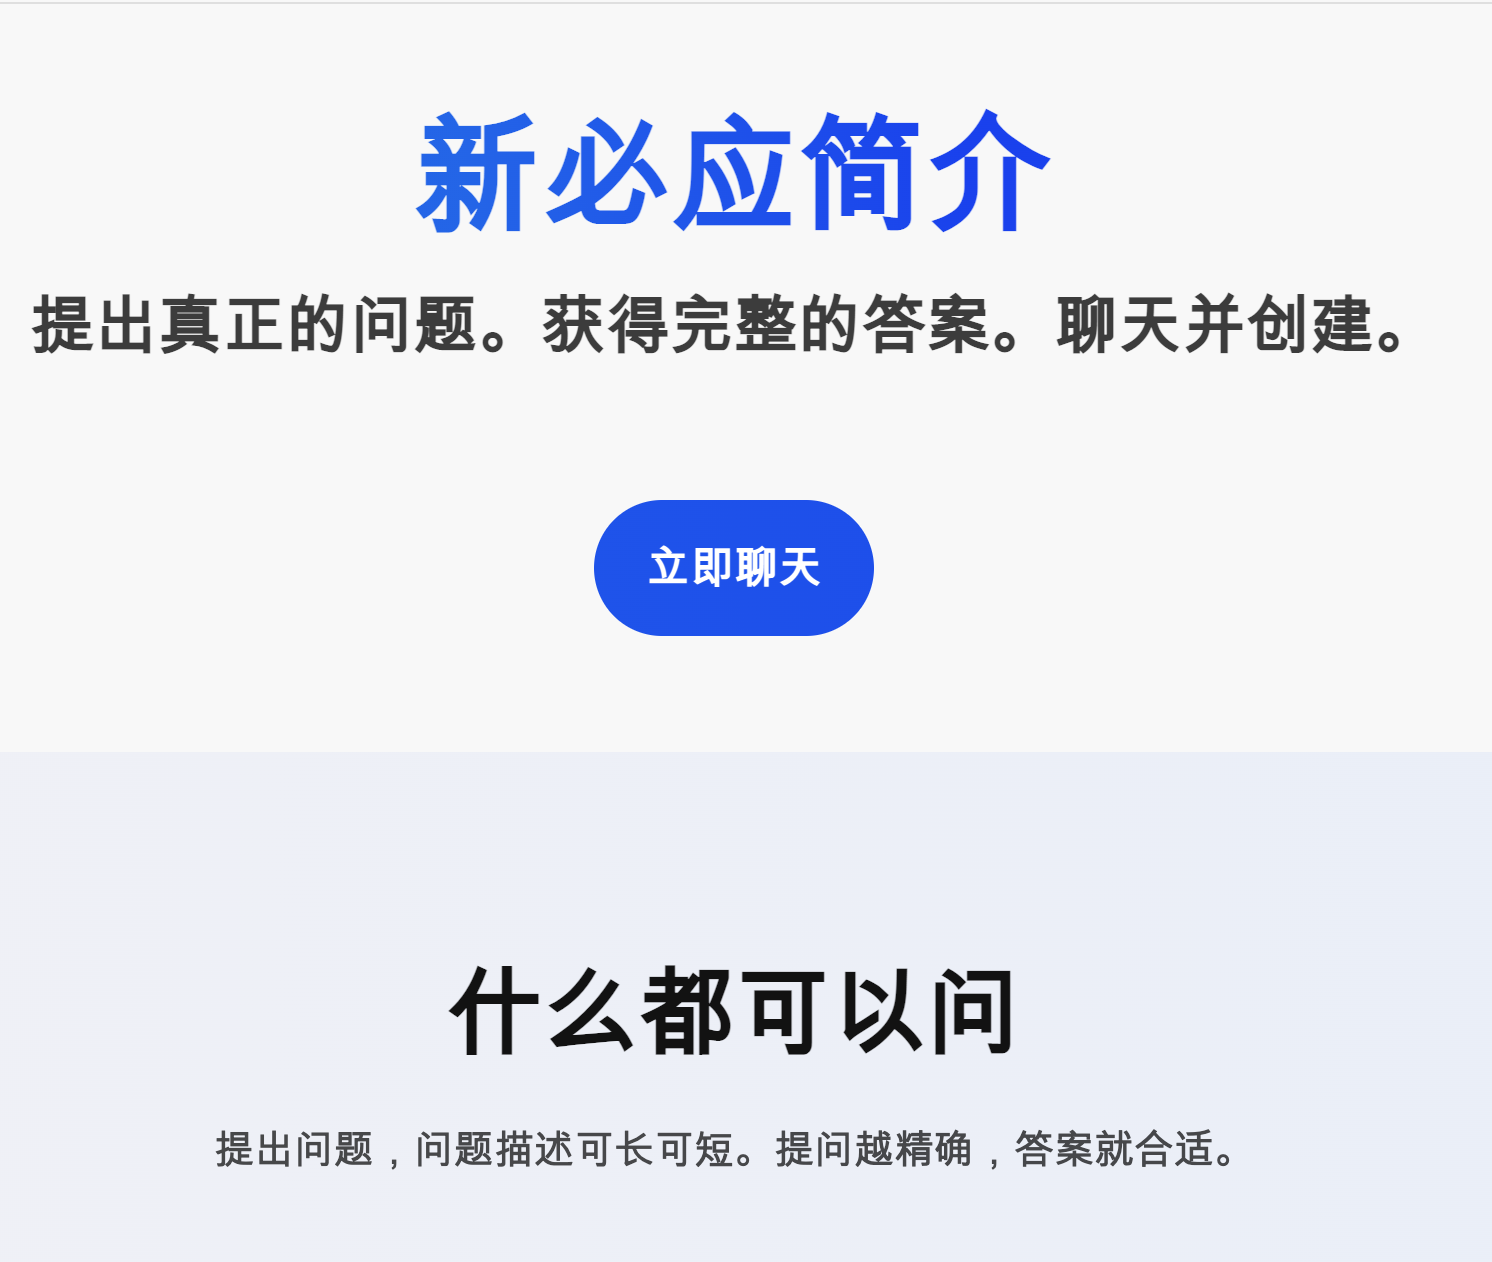 新必应简介
提出真正的问题。获得完整的答案。聊天并创建。
立即聊天
什么都可以问
提出问题，问题描述可长可短。提问越精确，答案就合适。